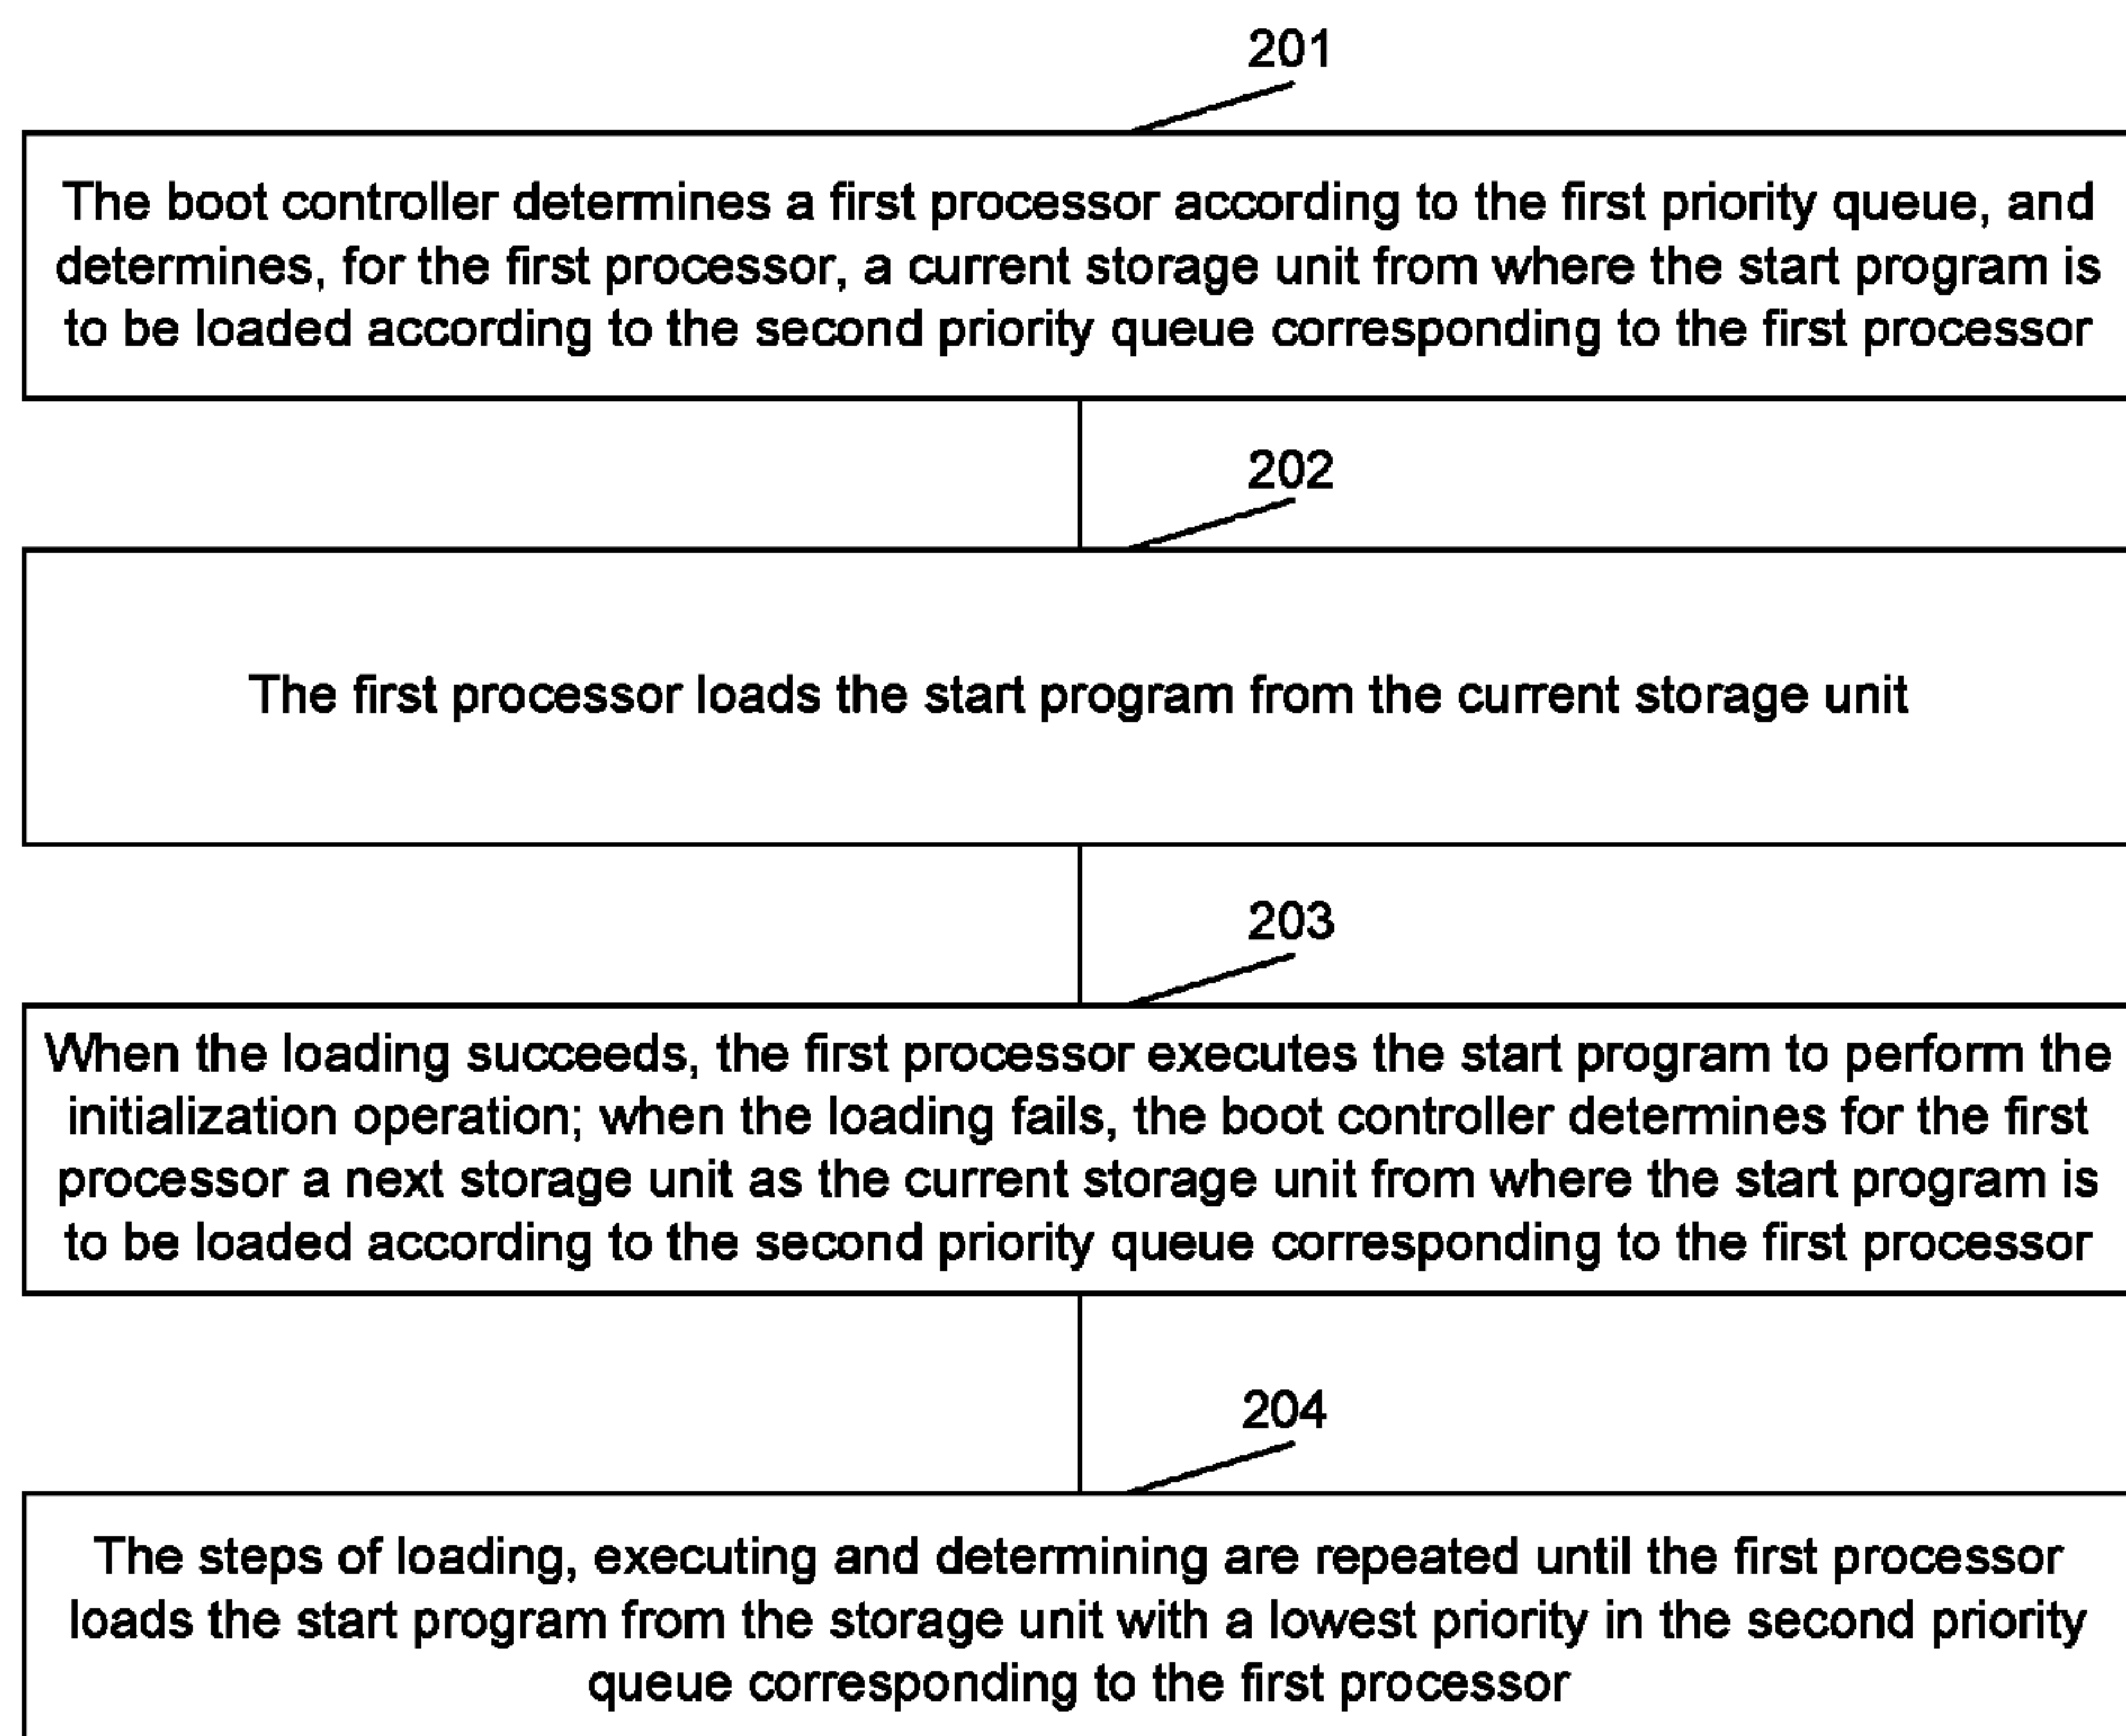 201
The boot controller determines a first processor according to the first priority queue, and
determines, for the first processor, a current storage unit from where the start program is
to be loaded according to the second priority queue corresponding to the first processor
202
The first processor loads the start program from the current storage unit
203
When the loading succeeds, the first processor executes the start program to perform the
initialization operation; when the loading fails, the boot controller determines for the first
processor a next storage unit as the current storage unit from where the start program is
to be loaded according to the second priority queue corresponding to the first processor
204
The steps of loading, executing and determining are repeated until the first processor
loads the start program from the storage unit with a lowest priority in the second priority
queue corresponding to the first processor